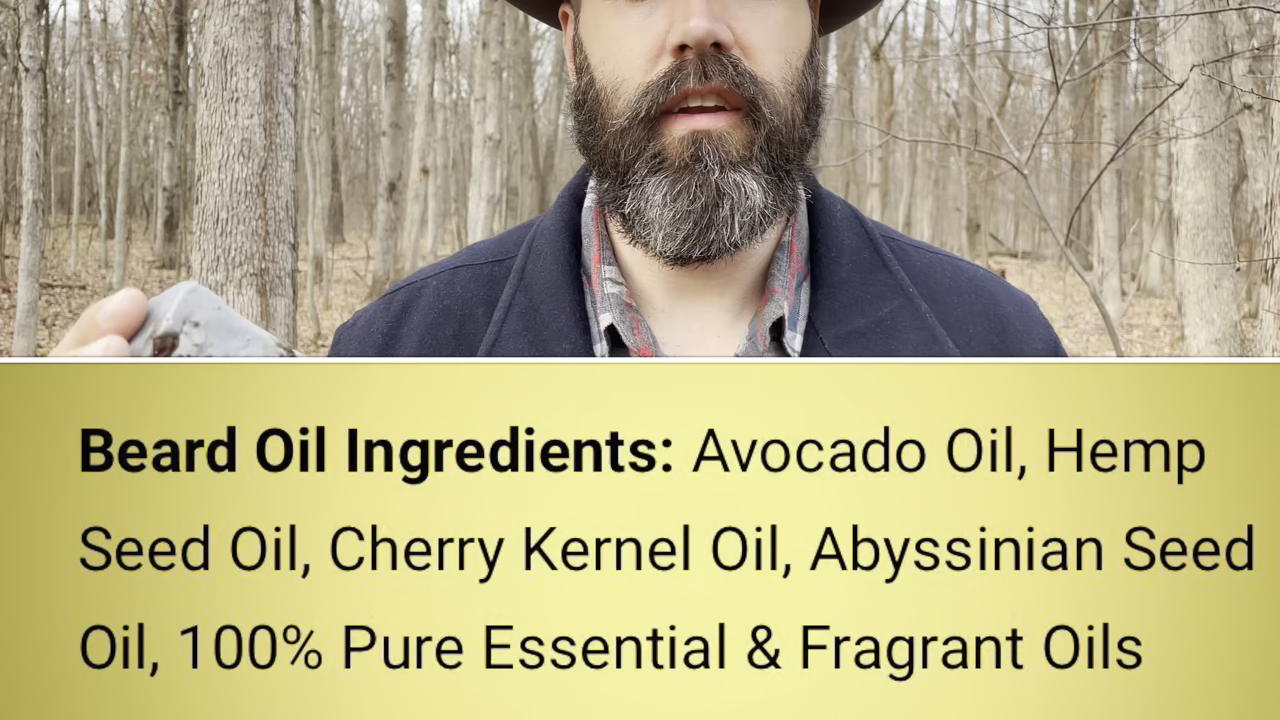 Beard Oil Ingredients: Avocado Oil, Hemp
Seed Oil, Cherry Kernel Oil, Abyssinian Seed
Oil, 100% Pure Essential & Fragrant Oils